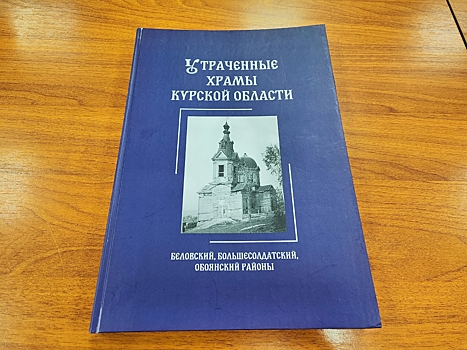 Утраченные
храмы
Курской области
Беловский, Большесолдатский,
Обоянский районы